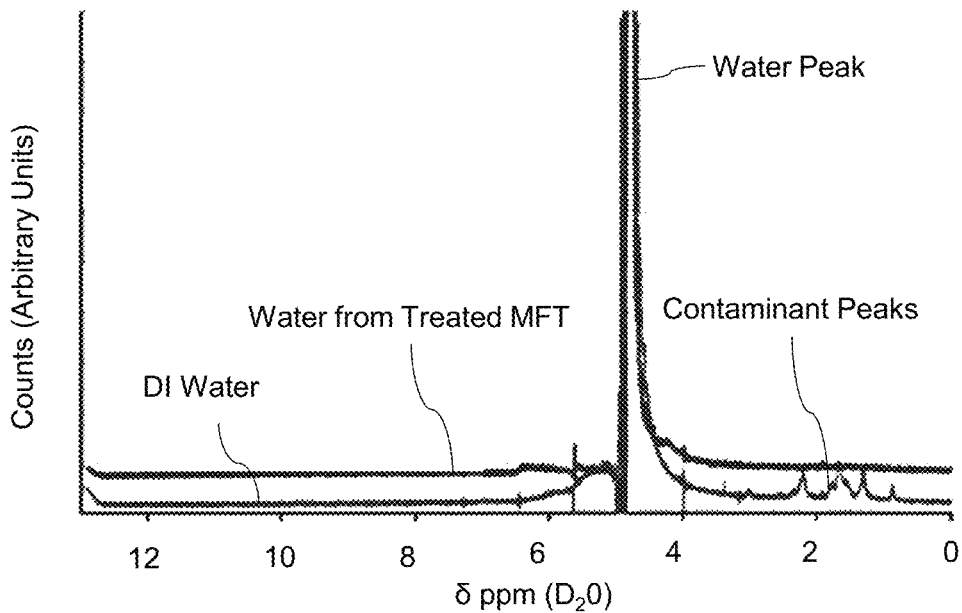 Water Peak
Counts (Arbitrary Units)
Water from Treated MFT
Contaminant Peaks
DI Water
12 10 8 6 4 2 0
δ ppm (D₂0)